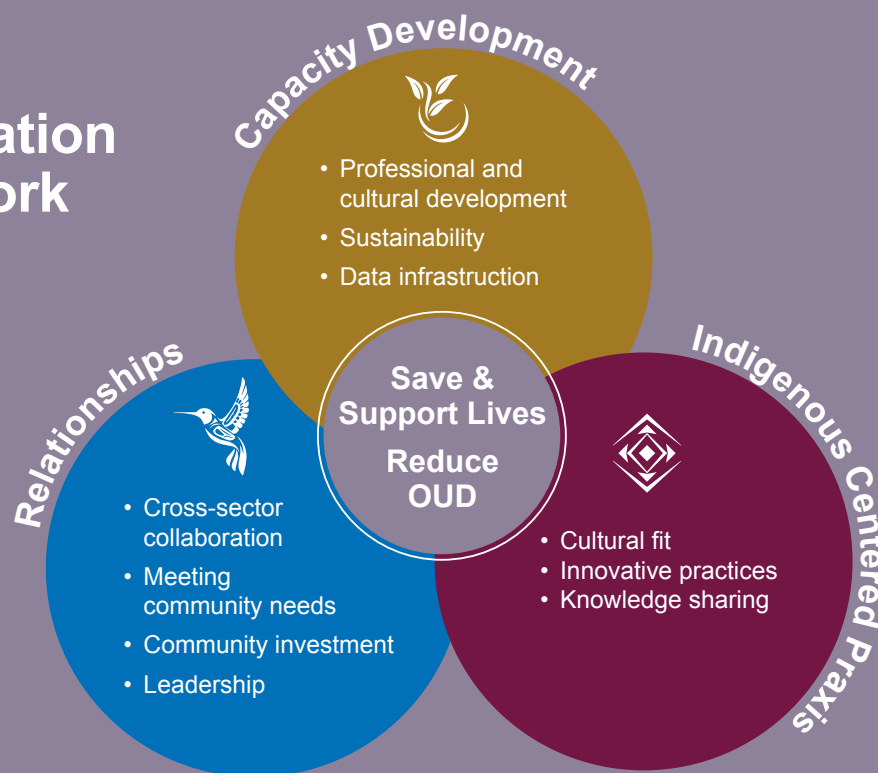 ation
ork
Capacity Development
• Professional and
cultural development
• Sustainability
• Data infrastruction
Save &
Support Lives
Reduce
OUD
Relationships
• Cross-sector
collaboration
• Meeting
community needs
• Community investment
• Leadership
Indigenous Centered Praxis
• Cultural fit
• Innovative practices
• Knowledge sharing